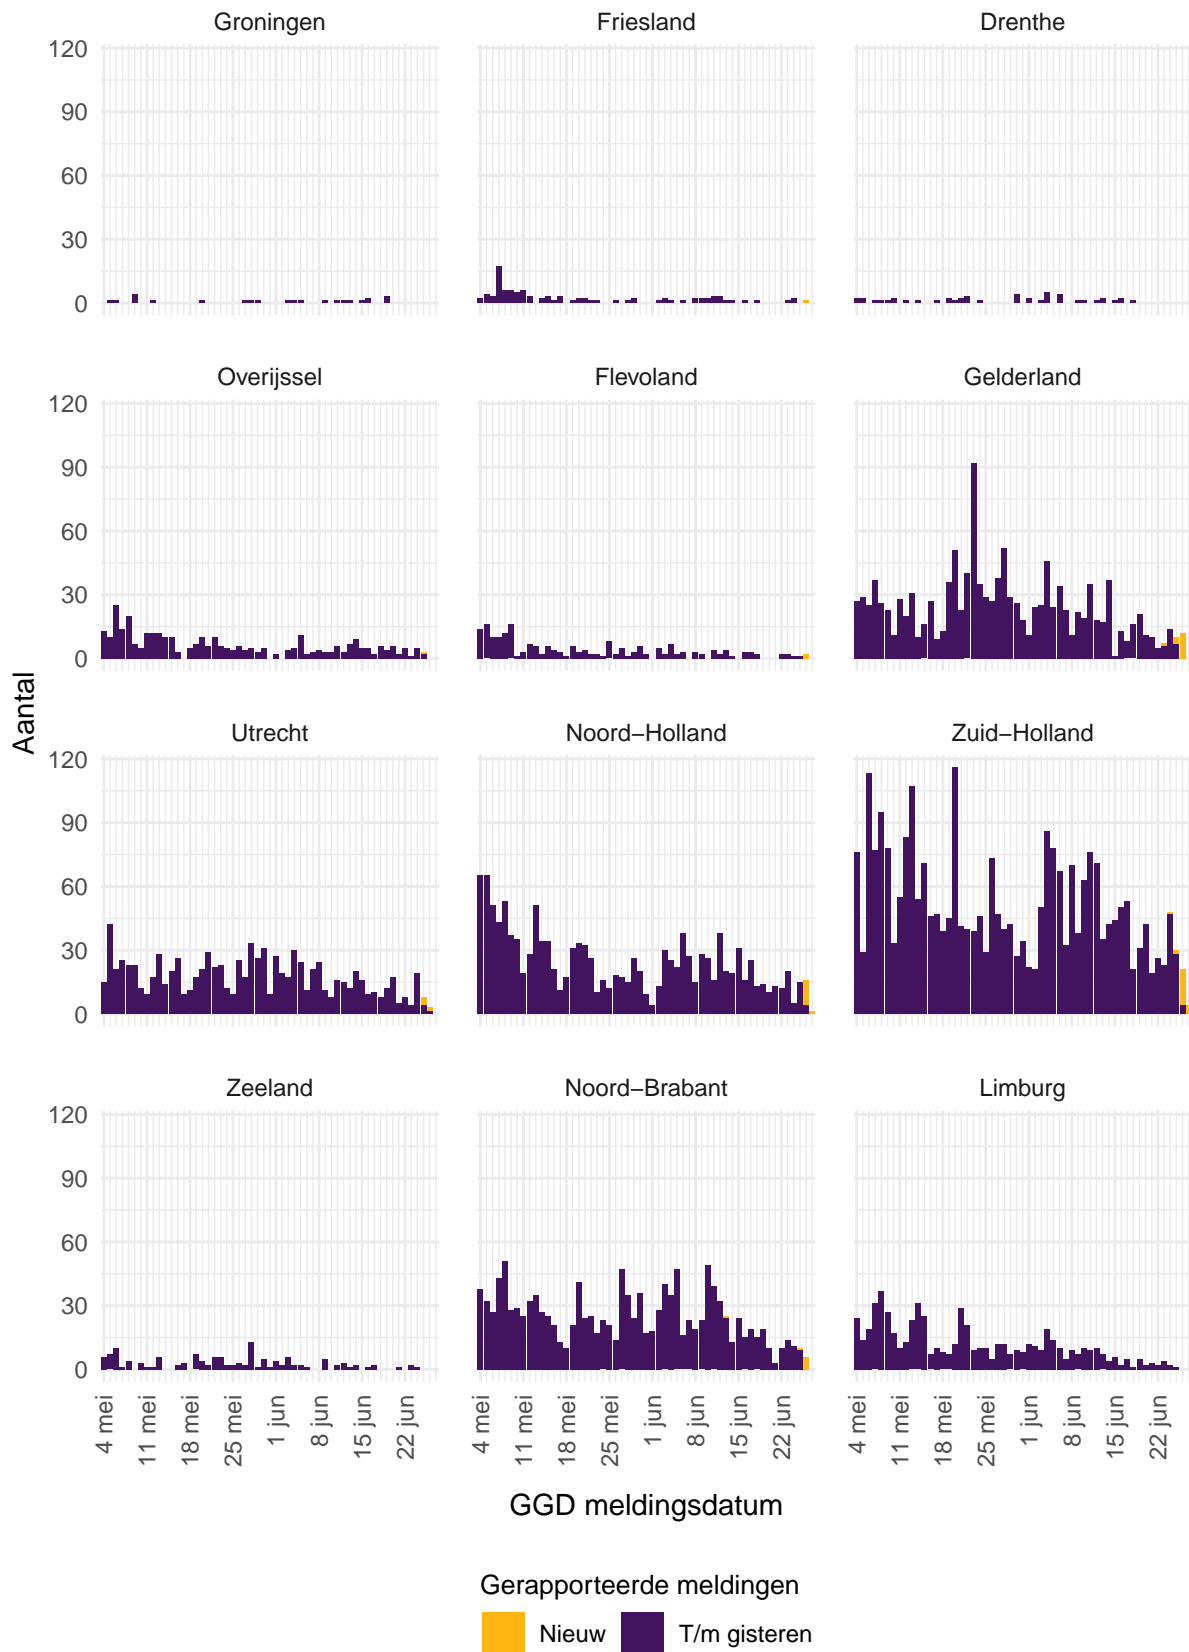 Groningen Friesland Drenthe
120
90
60
30
0
Overijssel Flevoland Gelderland
120
90
60
30
0
Utrecht Noord–Holland Zuid–Holland
120
90
60
30
0
Zeeland Noord–Brabant Limburg
120
90
60
30
0
Aantal
4 mei 11 mei 18 mei 25 mei 1 jun 8 jun 15 jun 22 jun 4 mei 11 mei 18 mei 25 mei 1 jun 8 jun 15 jun 22 jun 4 mei 11 mei 18 mei 25 mei 1 jun 8 jun 15 jun 22 jun
GGD meldingsdatum
Gerapporteerde meldingen
Nieuw T/m gisteren